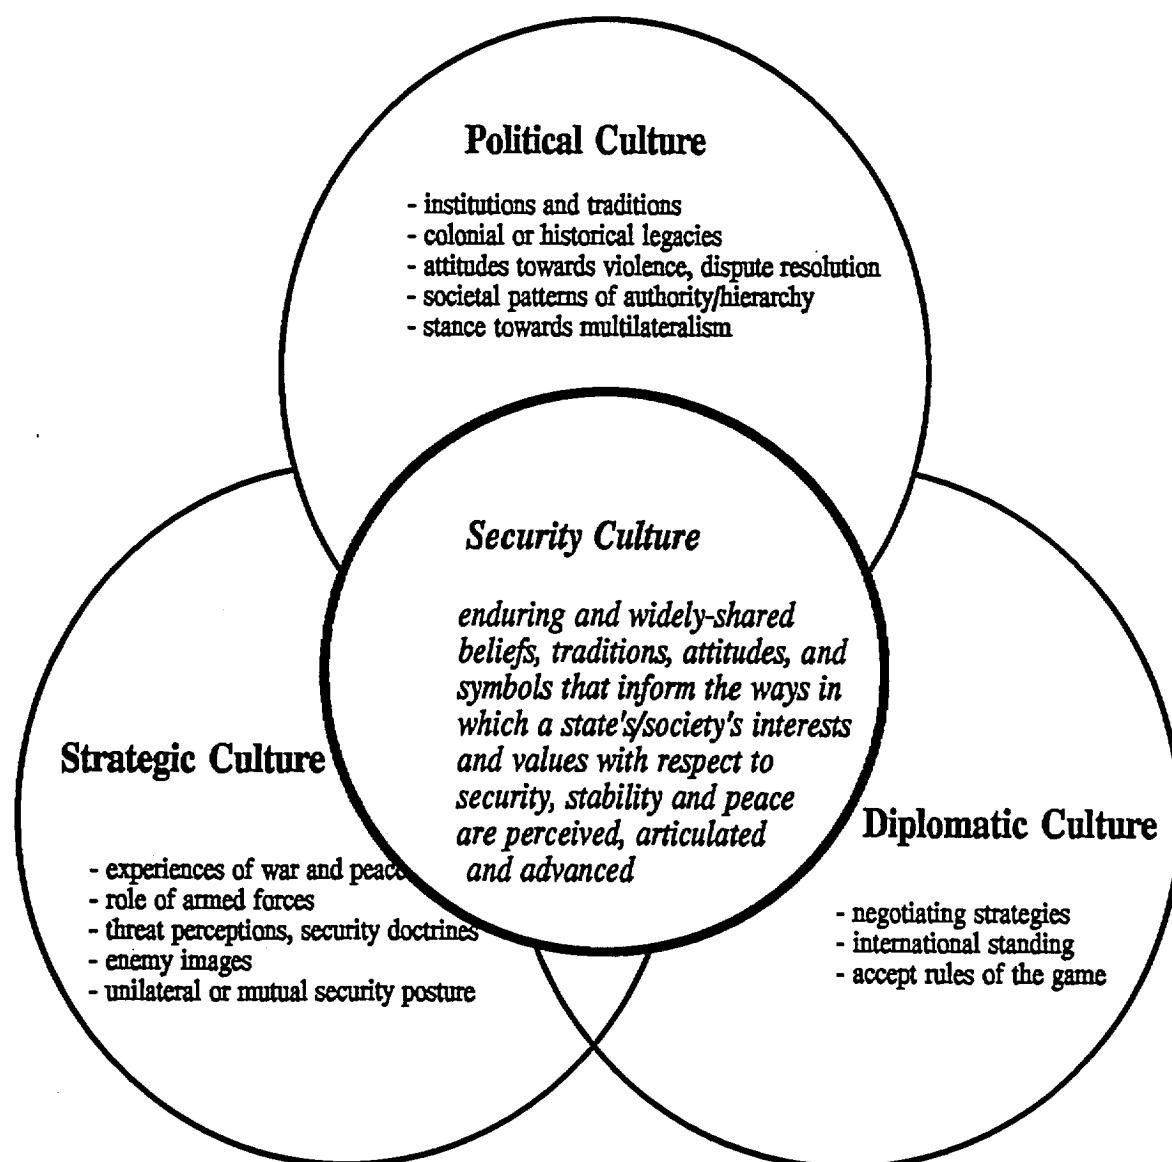 Political Culture
- institutions and traditions
- colonial or historical legacies
- attitudes towards violence, dispute resolution
- societal patterns of authority/hierarchy
- stance towards multilateralism
Security Culture
enduring and widely-shared
beliefs, traditions, attitudes, and
symbols that inform the ways in
which a state's/society's interests
and values with respect to
security, stability and peace
are perceived, articulated
and advanced
Strategic Culture
- experiences of war and peace
- role of armed forces
- threat perceptions, security doctrines
- enemy images
- unilateral or mutual security posture
Diplomatic Culture
- negotiating strategies
- international standing
- accept rules of the game